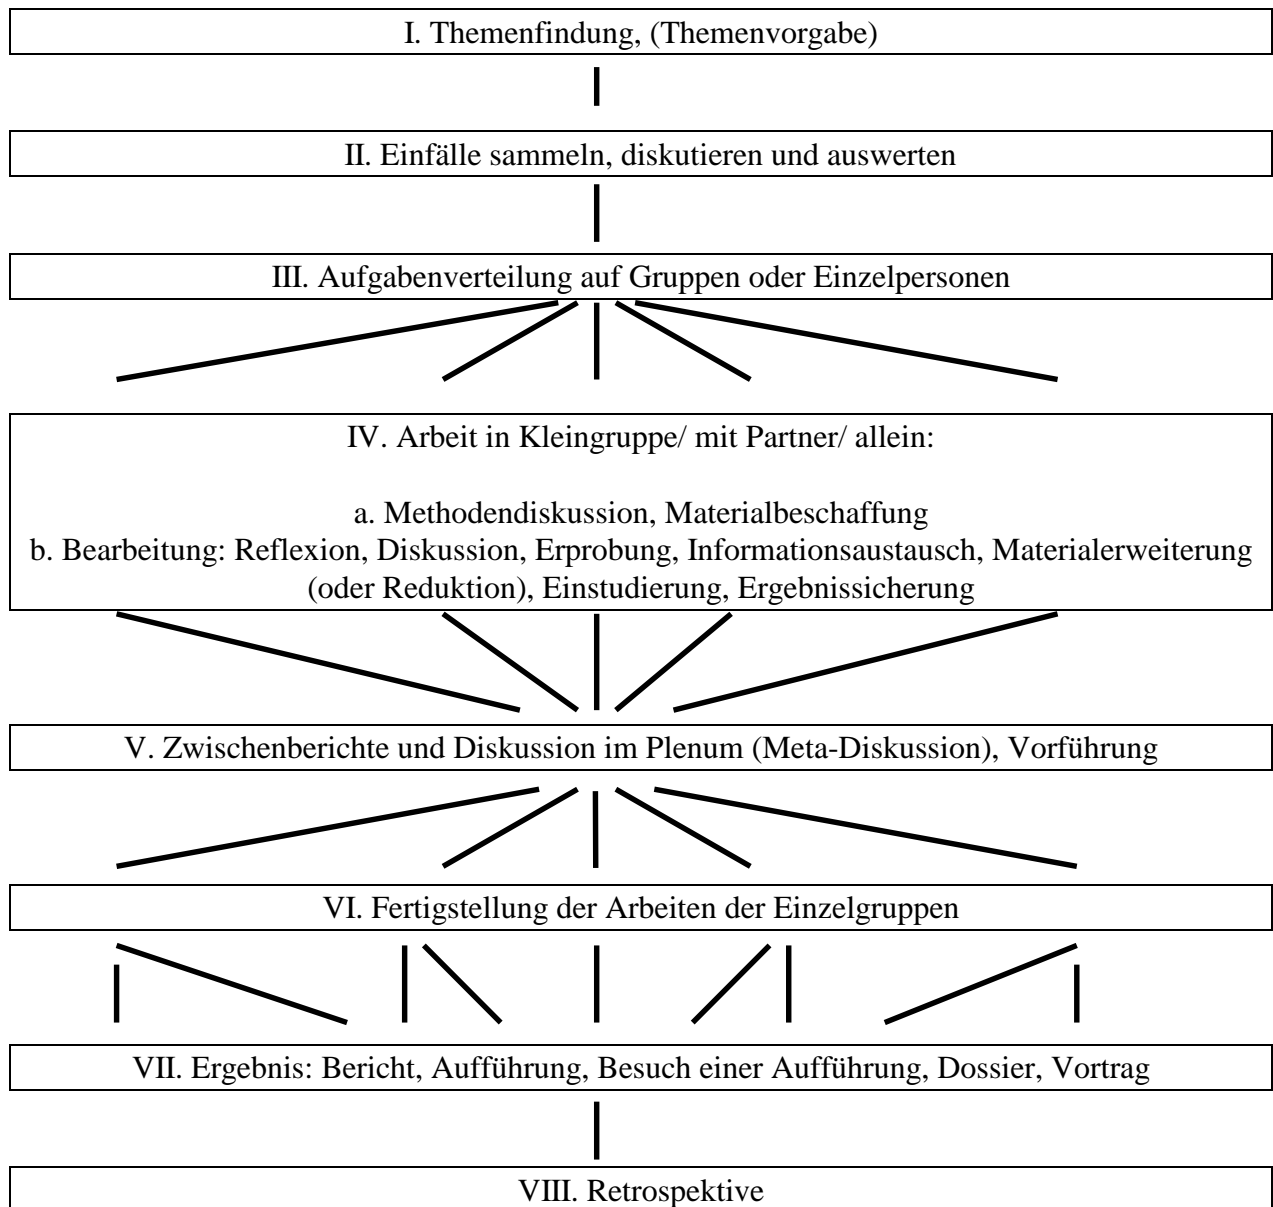 I. Themenfindung, (Themenvorgabe)
II. Einfälle sammeln, diskutieren und auswerten
III. Aufgabenverteilung auf Gruppen oder Einzelpersonen
IV. Arbeit in Kleingruppe/ mit Partner/ allein:
a. Methodendiskussion, Materialbeschaffung
b. Bearbeitung: Reflexion, Diskussion, Erprobung, Informationsaustausch, Materialerweiterung
(oder Reduktion), Einstudierung, Ergebnissicherung
V. Zwischenberichte und Diskussion im Plenum (Meta-Diskussion), Vorführung
VI. Fertigstellung der Arbeiten der Einzelgruppen
VII. Ergebnis: Bericht, Aufführung, Besuch einer Aufführung, Dossier, Vortrag
VIII. Retrospektive